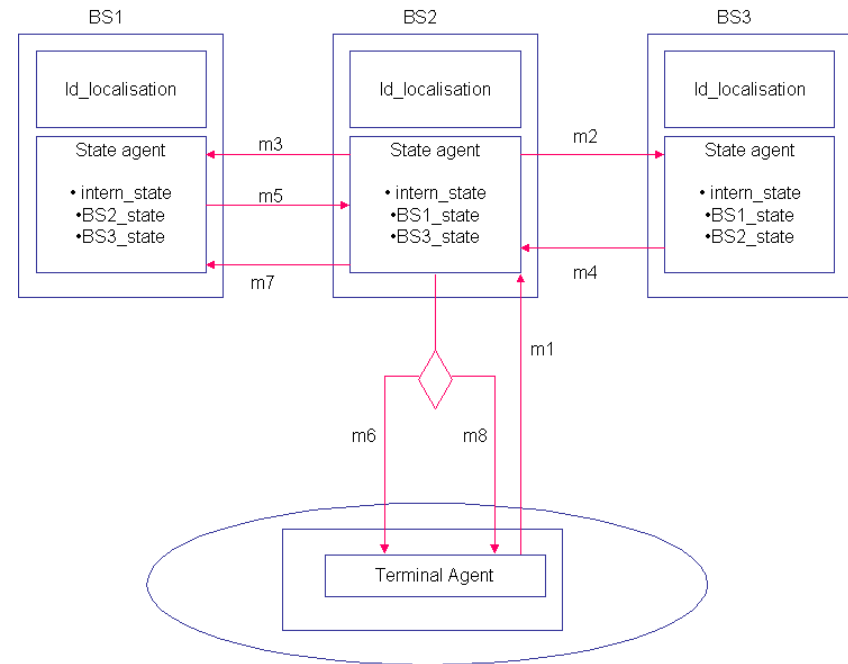 BS1
BS2
BS3
Id_localisation
Id_localisation
Id_localisation
State agent
• intern_state
•BS2_state
•BS3_state
m3
m5
m7
State agent
• intern_state
•BS1_state
•BS3_state
m2
m4
State agent
• intern_state
•BS1_state
•BS2_state
m1
m6
m8
Terminal Agent